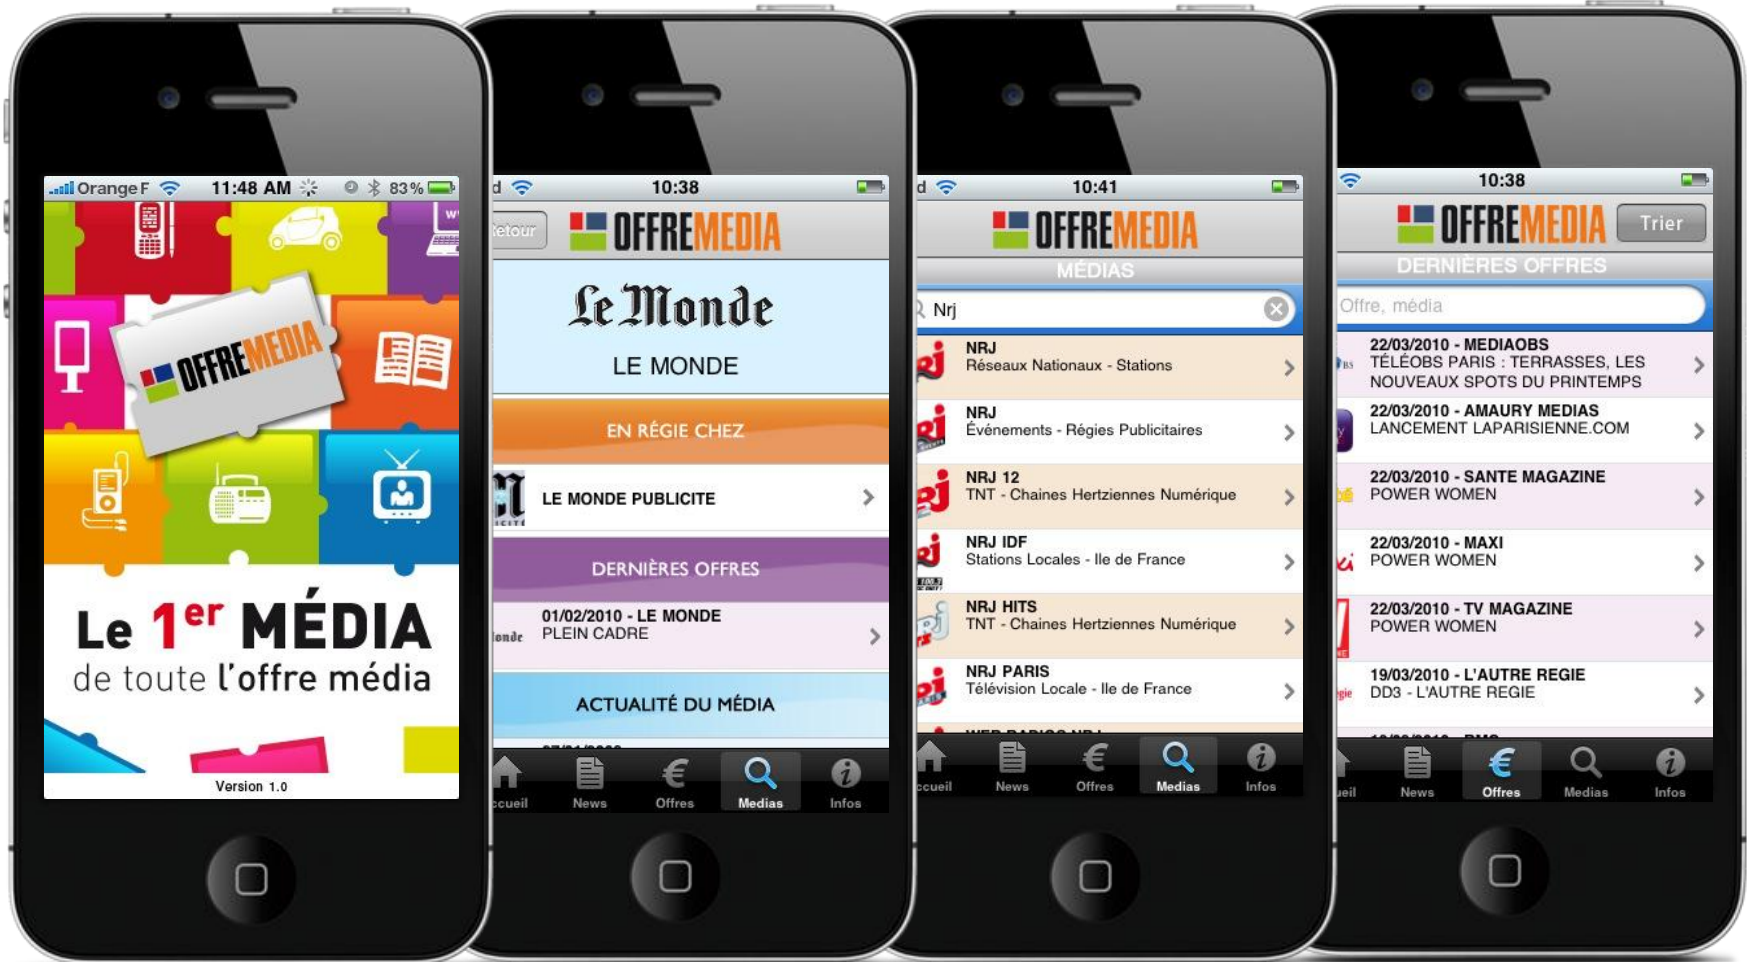 Orange F 11:48 AM 83%
OFFREMEDIA
Le 1er MÉDIA
de toute l'offre média
Version 1.0
10:38
Retour
OFFREMEDIA
Le Monde
LE MONDE
EN RÉGIE CHEZ
LE MONDE PUBLICITE
DERNIÈRES OFFRES
01/02/2010 - LE MONDE
PLEIN CADRE
ACTUALITÉ DU MÉDIA
Accueil News Offres Medias Infos
10:41
OFFREMEDIA
MÉDIAS
Nrj
NRJ
Réseaux Nationaux - Stations
NRJ
Événements - Régies Publicitaires
NRJ 12
TNT - Chaines Hertziennes Numérique
NRJ IDF
Stations Locales - Ile de France
NRJ HITS
TNT - Chaines Hertziennes Numérique
NRJ PARIS
Télévision Locale - Ile de France
WEB RADIOS NRJ
ccueil News Offres Medias Infos
10:38
OFFREMEDIA
Trier
DERNIÈRES OFFRES
Offre, média
22/03/2010 - MEDIAOBS
TÉLÉOBS PARIS : TERRASSES, LES
NOUVEAUX SPOTS DU PRINTEMPS
22/03/2010 - AMAURY MEDIAS
LANCEMENT LAPARISIENNE.COM
22/03/2010 - SANTE MAGAZINE
POWER WOMEN
22/03/2010 - MAXI
POWER WOMEN
22/03/2010 - TV MAGAZINE
POWER WOMEN
19/03/2010 - L'AUTRE REGIE
DD3 - L'AUTRE REGIE
ueil News Offres Medias Infos